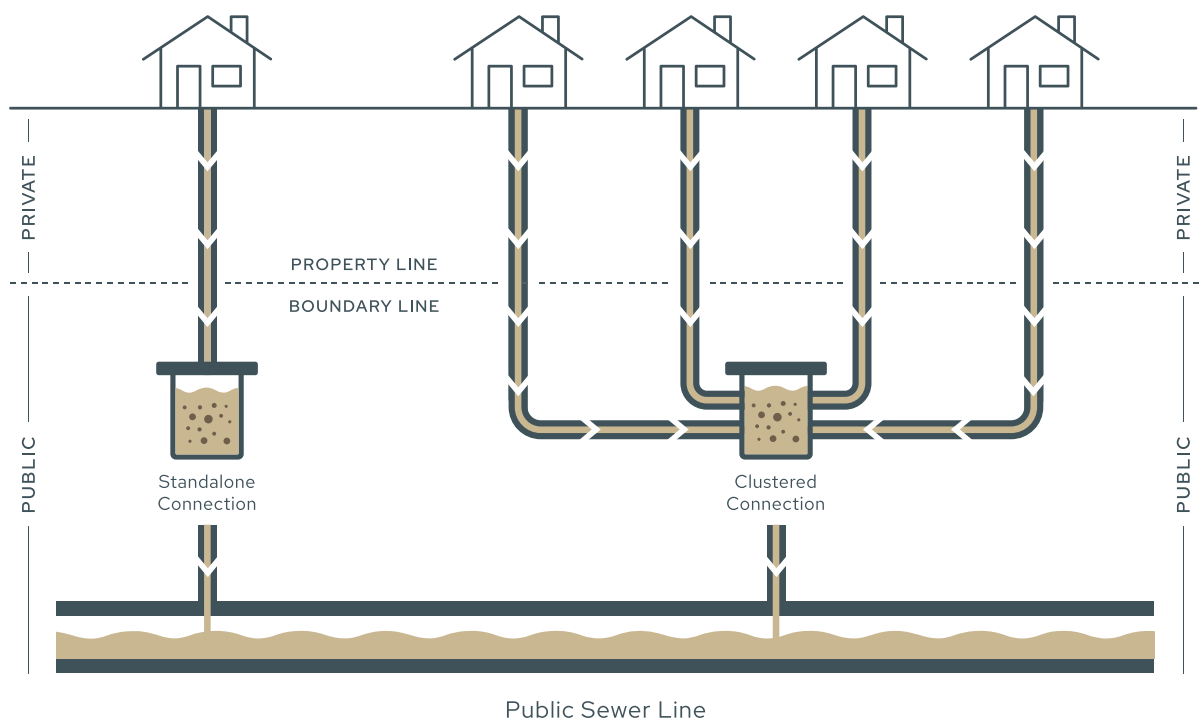 PRIVATE
PRIVATE
PROPERTY LINE
BOUNDARY LINE
PUBLIC
PUBLIC
Standalone
Connection
Clustered
Connection
Public Sewer Line